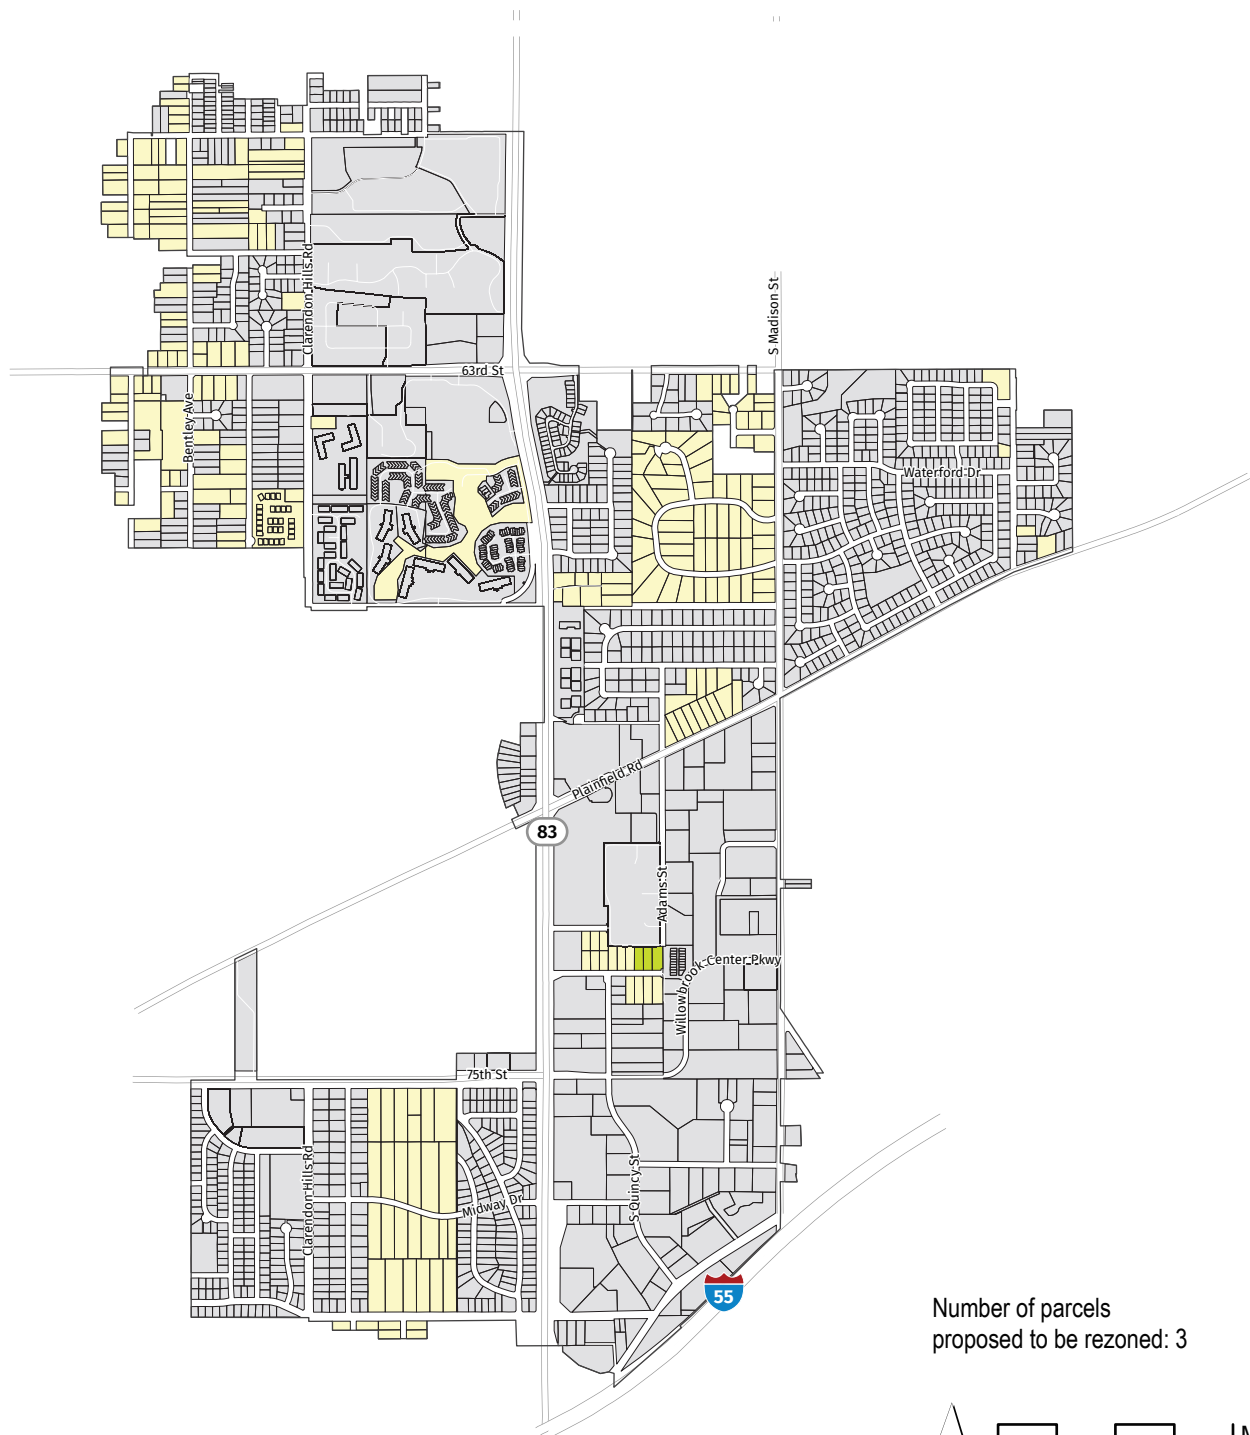 Clarendon Hills Rd
S Madison St
63rd St
Bentley Ave
Waterford Dr
Plainfield Rd
83
Adams St
Willowbrook Center Pkwy
75th St
Clarendon Hills Rd
Midway Dr
S Quincy St
55
Number of parcels
proposed to be rezoned: 3